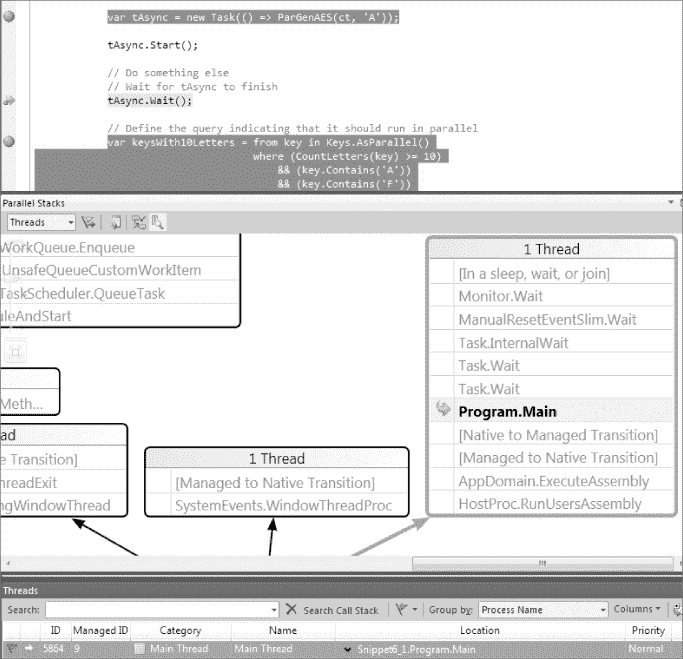 var tAsync = new Task(() => ParGenAES(ct, 'A'));
tAsync.Start();
// Do something else
// Wait for tAsync to finish
tAsync.Wait();
// Define the query indicating that it should run in parallel
var keysWith10Letters = from key in Keys.AsParallel()
where (CountLetters(key) >= 10)
&& (key.Contains('A'))
&& (key.Contains('F'))
Parallel Stacks
Threads
WorkQueue.Enqueue
UnsafeQueueCustomWorkItem
TaskScheduler.QueueTask
uleAndStart
Meth...
ad
e Transition]
hreadExit
ngWindowThread
1 Thread
[Managed to Native Transition]
SystemEvents.WindowThreadProc
1 Thread
[In a sleep, wait, or join]
Monitor.Wait
ManualResetEventSlim.Wait
Task.InternalWait
Task.Wait
Task.Wait
Program.Main
[Native to Managed Transition]
[Managed to Native Transition]
AppDomain.ExecuteAssembly
HostProc.RunUsersAssembly
Threads
Search: Search Call Stack Group by: Process Name Columns
ID Managed ID Category Name Location Priority
5864 9 Main Thread Main Thread Snippet6_1.Program.Main Normal